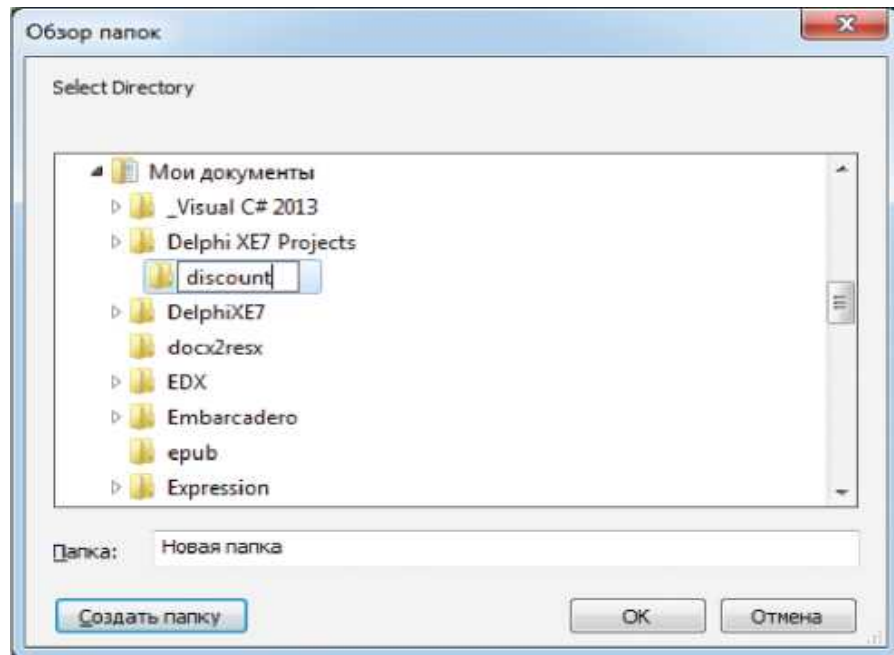 Обзор папок
Select Directory
Мои документы
_Visual C# 2013
Delphi XE7 Projects
discount
DelphiXE7
docx2resx
EDX
Embarcadero
epub
Expression
Папка: Новая папка
Создать папку OK Отмена